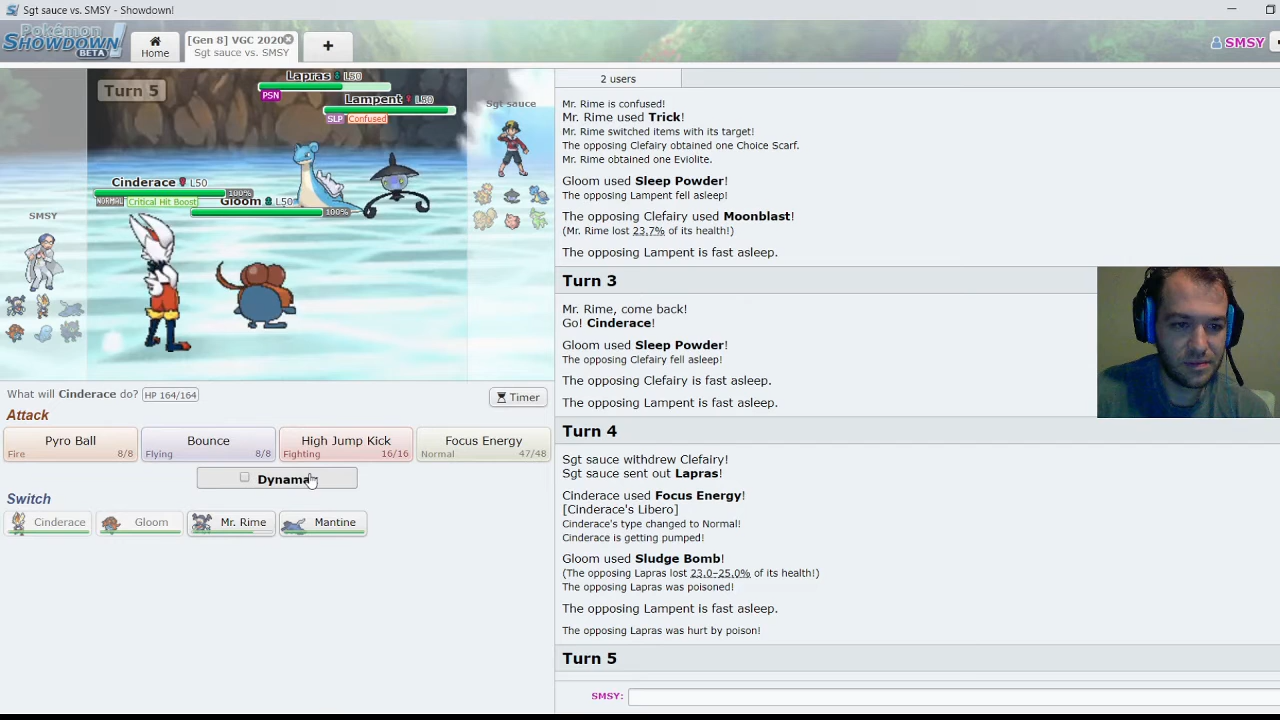 Sgt sauce vs. SMSY - Showdown!
Pokémon
Showdown!
BETA
Home
[Gen 8] VGC 2020
Sgt sauce vs. SMSY
+
SMSY
Turn 5
Lapras L50
PSN
Lampent L50
SLP Confused
Sgt sauce
Cinderace L50
100%
NORMAL Critical Hit Boost
Gloom L50
100%
SMSY
What will Cinderace do? HP 164/164
Timer
Attack
Pyro Ball
Fire 8/8
Bounce
Flying 8/8
High Jump Kick
Fighting 16/16
Focus Energy
Normal 47/48
Dynama
Switch
Cinderace
Gloom
Mr. Rime
Mantine
2 users
Mr. Rime is confused!
Mr. Rime used Trick!
Mr. Rime switched items with its target!
The opposing Clefairy obtained one Choice Scarf.
Mr. Rime obtained one Eviolite.
Gloom used Sleep Powder!
The opposing Lampent fell asleep!
The opposing Clefairy used Moonblast!
(Mr. Rime lost 23.7% of its health!)
The opposing Lampent is fast asleep.
Turn 3
Mr. Rime, come back!
Go! Cinderace!
Gloom used Sleep Powder!
The opposing Clefairy fell asleep!
The opposing Clefairy is fast asleep.
The opposing Lampent is fast asleep.
Turn 4
Sgt sauce withdrew Clefairy!
Sgt sauce sent out Lapras!
Cinderace used Focus Energy!
[Cinderace's Libero]
Cinderace's type changed to Normal!
Cinderace is getting pumped!
Gloom used Sludge Bomb!
(The opposing Lapras lost 23.0–25.0% of its health!)
The opposing Lapras was poisoned!
The opposing Lampent is fast asleep.
The opposing Lapras was hurt by poison!
Turn 5
SMSY: